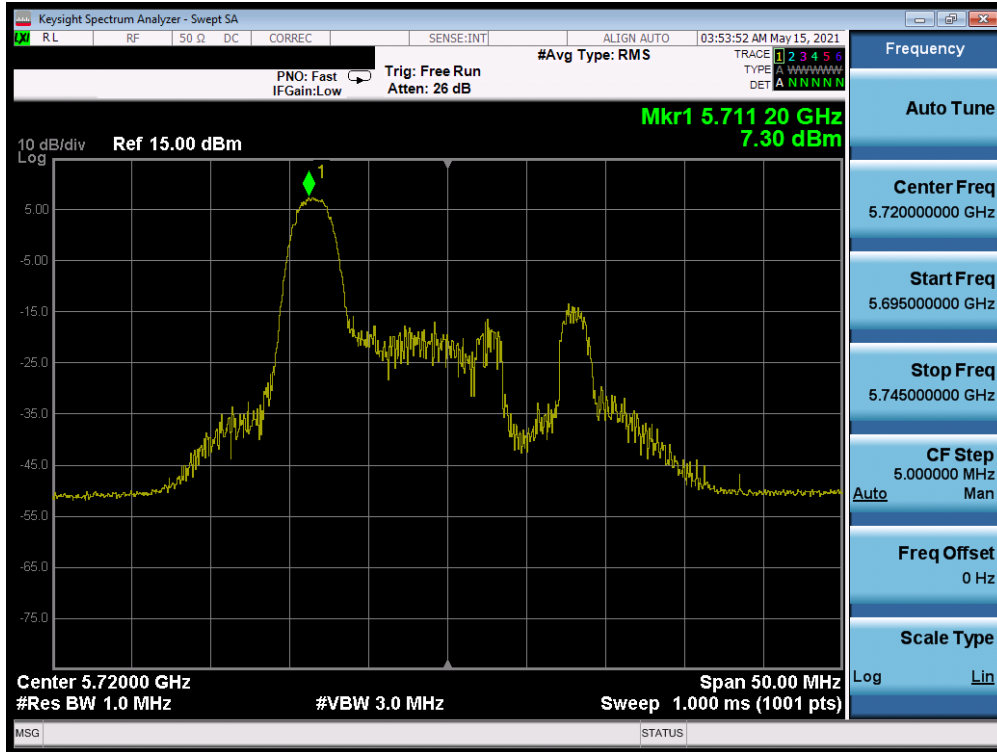 Keysight Spectrum Analyzer - Swept SA
LXI RL RF 50 Ω DC CORREC SENSE:INT ALIGN AUTO 03:53:52 AM May 15, 2021
#Avg Type: RMS TRACE 1 2 3 4 5 6
PNO: Fast Trig: Free Run TYPE A WWWWW
IFGain:Low Atten: 26 dB DET A N N N N N
Mkr1 5.711 20 GHz
7.30 dBm
10 dB/div Ref 15.00 dBm
Log
1
5.00
-5.00
-15.0
-25.0
-35.0
-45.0
-55.0
-65.0
-75.0
Center 5.72000 GHz Span 50.00 MHz
#Res BW 1.0 MHz #VBW 3.0 MHz Sweep 1.000 ms (1001 pts)
MSG STATUS
Frequency
Auto Tune
Center Freq
5.720000000 GHz
Start Freq
5.695000000 GHz
Stop Freq
5.745000000 GHz
CF Step
5.000000 MHz
Auto Man
Freq Offset
0 Hz
Scale Type
Log Lin